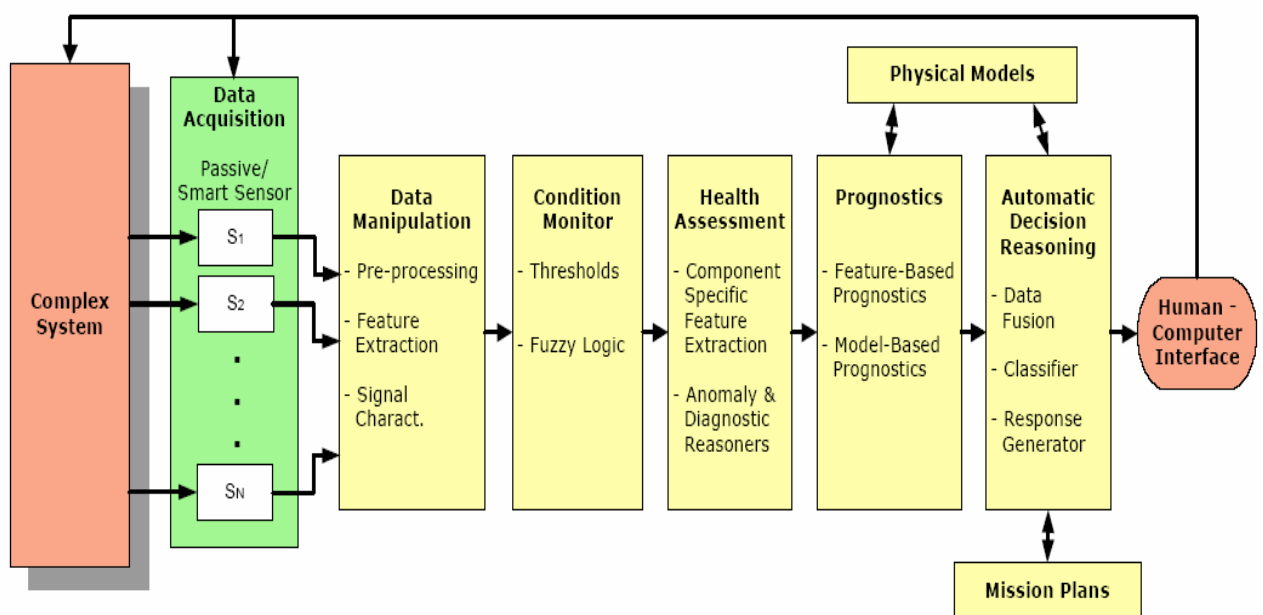 Complex
System
Data
Acquisition
Passive/
Smart Sensor
S1
S2
.
.
.
SN
Data
Manipulation
- Pre-processing
- Feature
Extraction
- Signal
Charact.
Condition
Monitor
- Thresholds
- Fuzzy Logic
Health
Assessment
- Component
Specific
Feature
Extraction
- Anomaly &
Diagnostic
Reasoners
Physical Models
Prognostics
- Feature-Based
Prognostics
- Model-Based
Prognostics
Automatic
Decision
Reasoning
- Data
Fusion
- Classifier
- Response
Generator
Mission Plans
Human -
Computer
Interface